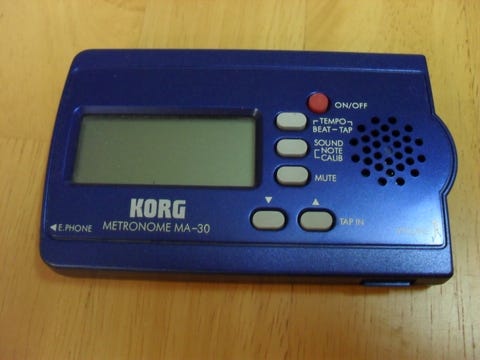 ON/OFF
TEMPO
BEAT–TAP
SOUND
NOTE
CALIB
MUTE
KORG
METRONOME MA-30
◀E.PHONE
▼ ▲
TAP IN